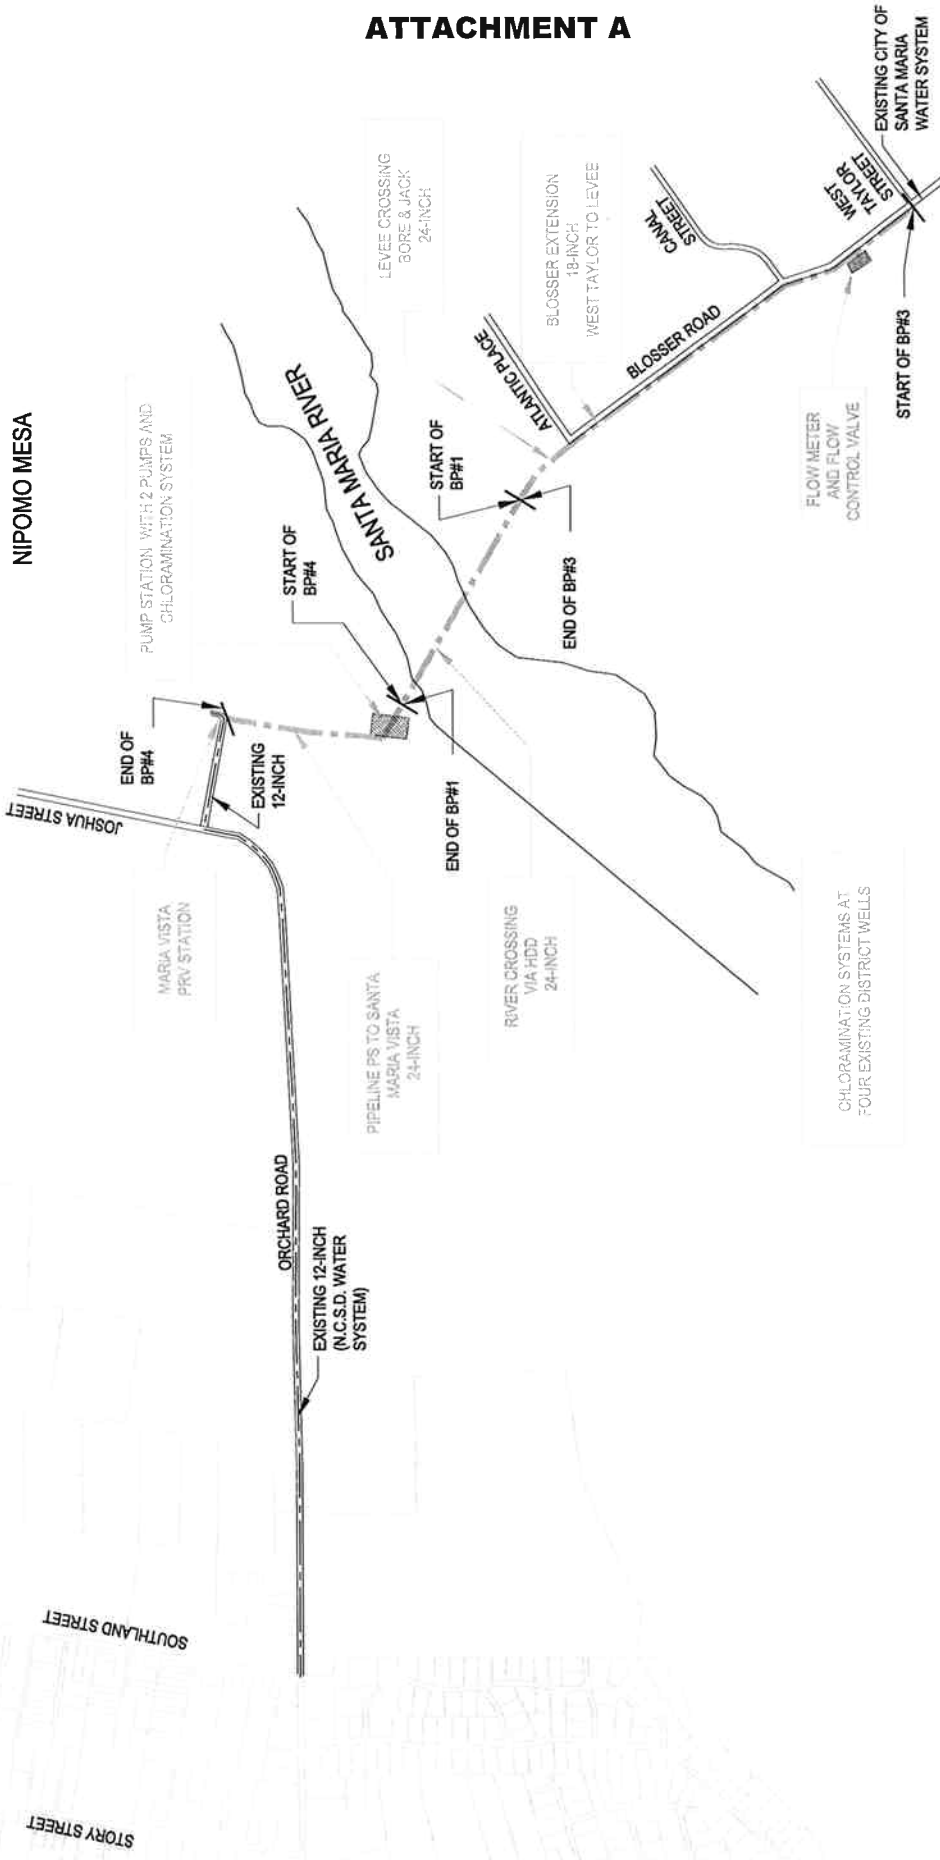 ATTACHMENT A
NIPOMO MESA
EXISTING CITY OF
SANTA MARIA
WATER SYSTEM
WEST
TAYLOR
STREET
START OF BP#3
FLOW METER
AND FLOW
CONTROL VALVE
CANAL
STREET
BLOSSER ROAD
ATLANTIC PLACE
BLOSSER EXTENSION
18-INCH
WEST TAYLOR TO LEVEE
LEVEE CROSSING
BORE & JACK
24-INCH
START OF
BP#1
END OF BP#3
SANTA MARIA RIVER
START OF
BP#4
END OF BP#1
RIVER CROSSING
VIA HDD
24-INCH
PUMP STATION WITH 2 PUMPS AND
CHLORAMINATION SYSTEM
END OF
BP#4
EXISTING
12-INCH
JOSHUA STREET
MARIA VISTA
PRV STATION
PIPELINE PS TO SANTA
MARIA VISTA
24-INCH
CHLORAMINATION SYSTEMS AT
FOUR EXISTING DISTRICT WELLS
ORCHARD ROAD
EXISTING 12-INCH
(N.C.S.D. WATER
SYSTEM)
SOUTHLAND STREET
STORY STREET